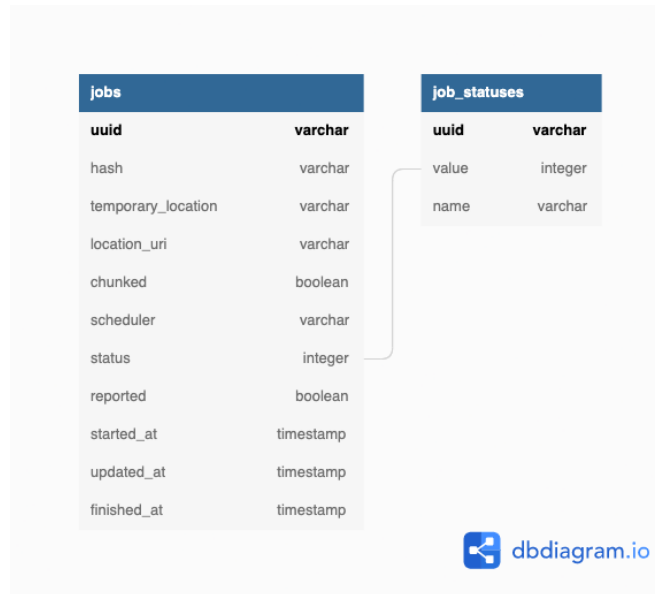 jobs
uuid varchar
hash varchar
temporary_location varchar
location_uri varchar
chunked boolean
scheduler varchar
status integer
reported boolean
started_at timestamp
updated_at timestamp
finished_at timestamp
job_statuses
uuid varchar
value integer
name varchar
dbdiagram.io